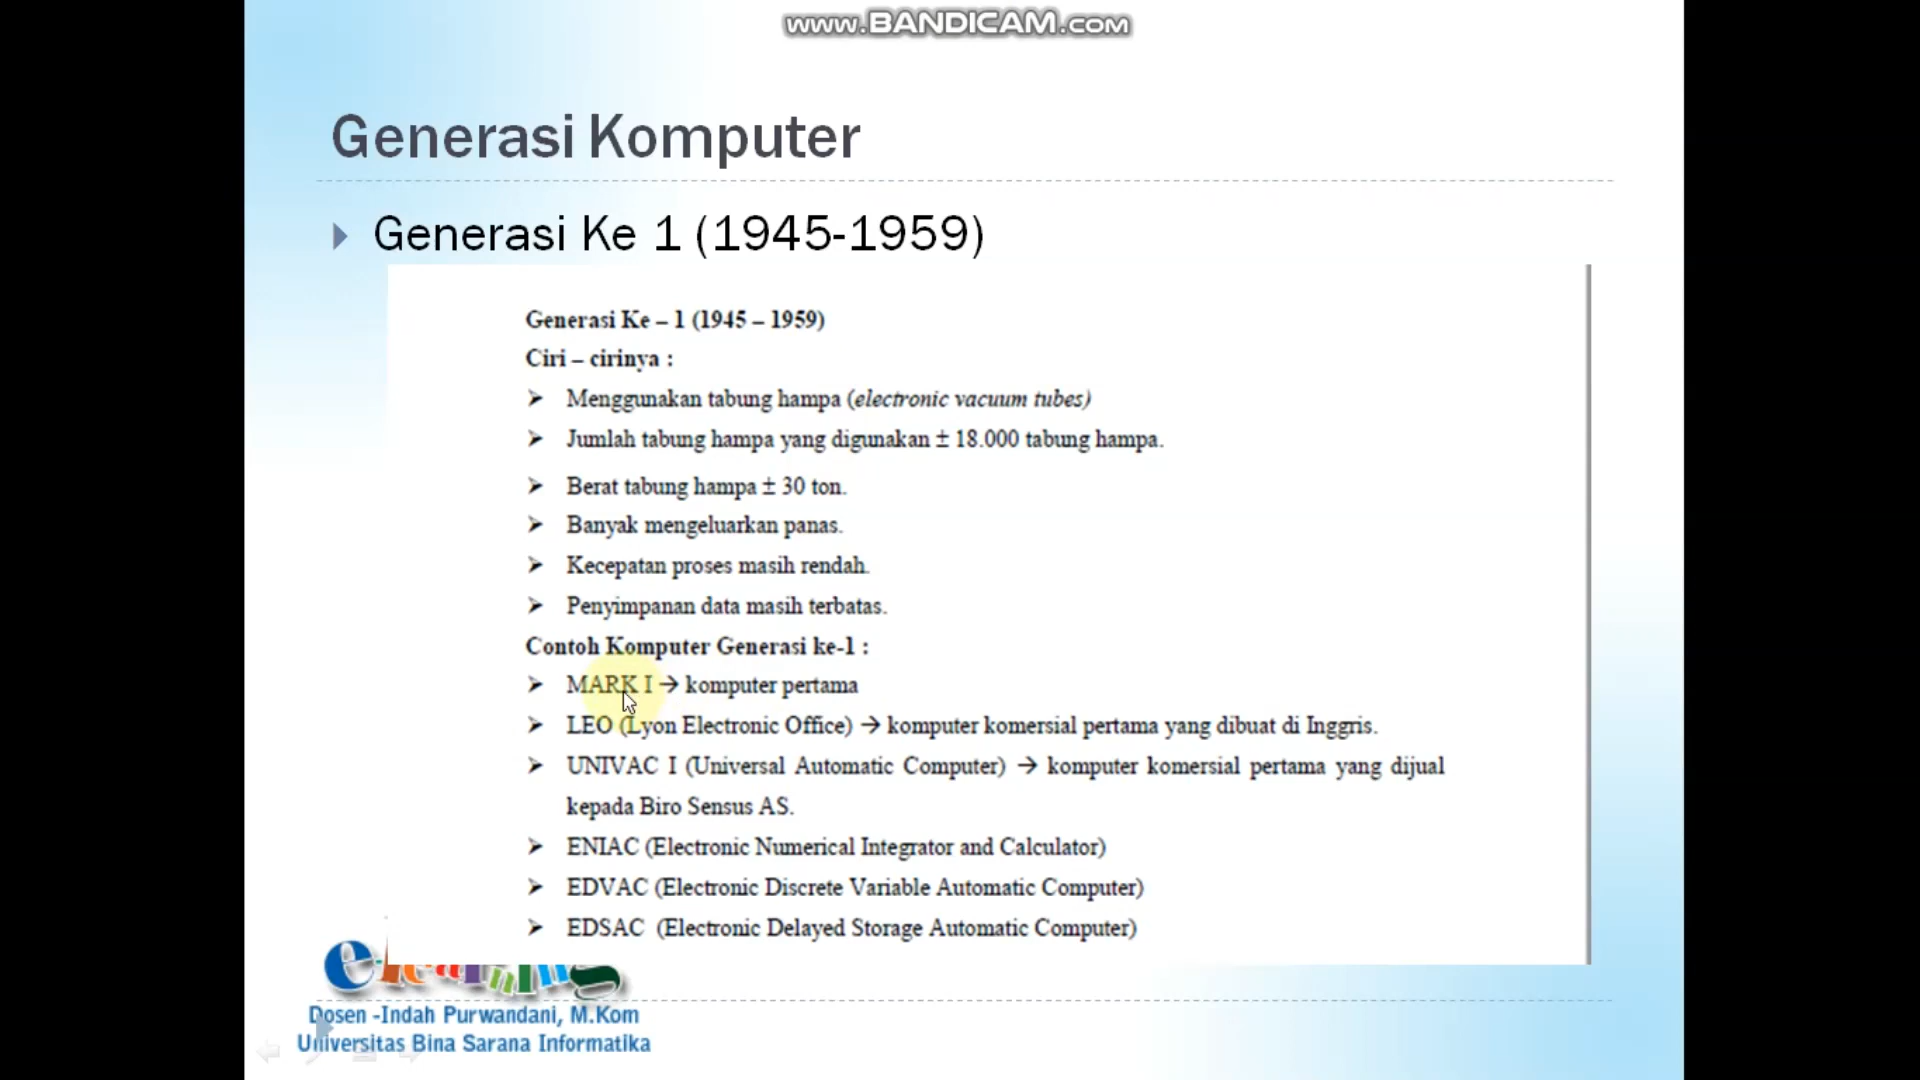 www.BANDICAM.com
Generasi Komputer
Generasi Ke 1 (1945-1959)
Generasi Ke – 1 (1945 – 1959)
Ciri – cirinya :
➤ Menggunakan tabung hampa (electronic vacuum tubes)
➤ Jumlah tabung hampa yang digunakan ± 18.000 tabung hampa.
➤ Berat tabung hampa ± 30 ton.
➤ Banyak mengeluarkan panas.
➤ Kecepatan proses masih rendah.
➤ Penyimpanan data masih terbatas.
Contoh Komputer Generasi ke-1 :
➤ MARK I → komputer pertama
➤ LEO (Lyon Electronic Office) → komputer komersial pertama yang dibuat di Inggris.
➤ UNIVAC I (Universal Automatic Computer) → komputer komersial pertama yang dijual
kepada Biro Sensus AS.
➤ ENIAC (Electronic Numerical Integrator and Calculator)
➤ EDVAC (Electronic Discrete Variable Automatic Computer)
➤ EDSAC (Electronic Delayed Storage Automatic Computer)
e-learning
Dosen -Indah Purwandani, M.Kom
Universitas Bina Sarana Informatika